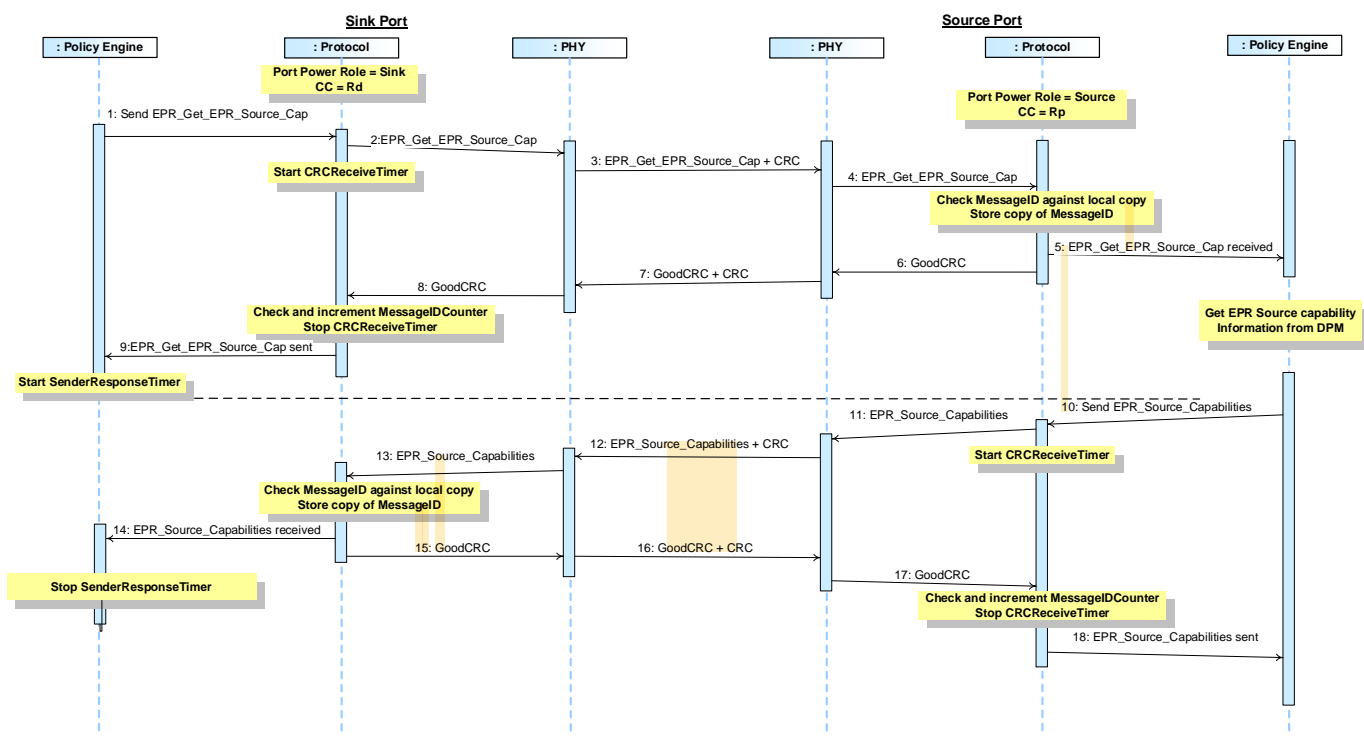 Sink Port
Source Port
: Policy Engine
: Protocol
: PHY
: PHY
: Protocol
: Policy Engine
Port Power Role = Sink
CC = Rd
Port Power Role = Source
CC = Rp
1: Send EPR_Get_EPR_Source_Cap
2:EPR_Get_EPR_Source_Cap
Start CRCReceiveTimer
3: EPR_Get_EPR_Source_Cap + CRC
4: EPR_Get_EPR_Source_Cap
Check MessageID against local copy
Store copy of MessageID
5: EPR_Get_EPR_Source_Cap received
6: GoodCRC
7: GoodCRC + CRC
8: GoodCRC
Check and increment MessageIDCounter
Stop CRCReceiveTimer
Get EPR Source capability
Information from DPM
9:EPR_Get_EPR_Source_Cap sent
Start SenderResponseTimer
10: Send EPR_Source_Capabilities
11: EPR_Source_Capabilities
Start CRCReceiveTimer
12: EPR_Source_Capabilities + CRC
13: EPR_Source_Capabilities
Check MessageID against local copy
Store copy of MessageID
14: EPR_Source_Capabilities received
15: GoodCRC
16: GoodCRC + CRC
17: GoodCRC
Stop SenderResponseTimer
Check and increment MessageIDCounter
Stop CRCReceiveTimer
18: EPR_Source_Capabilities sent